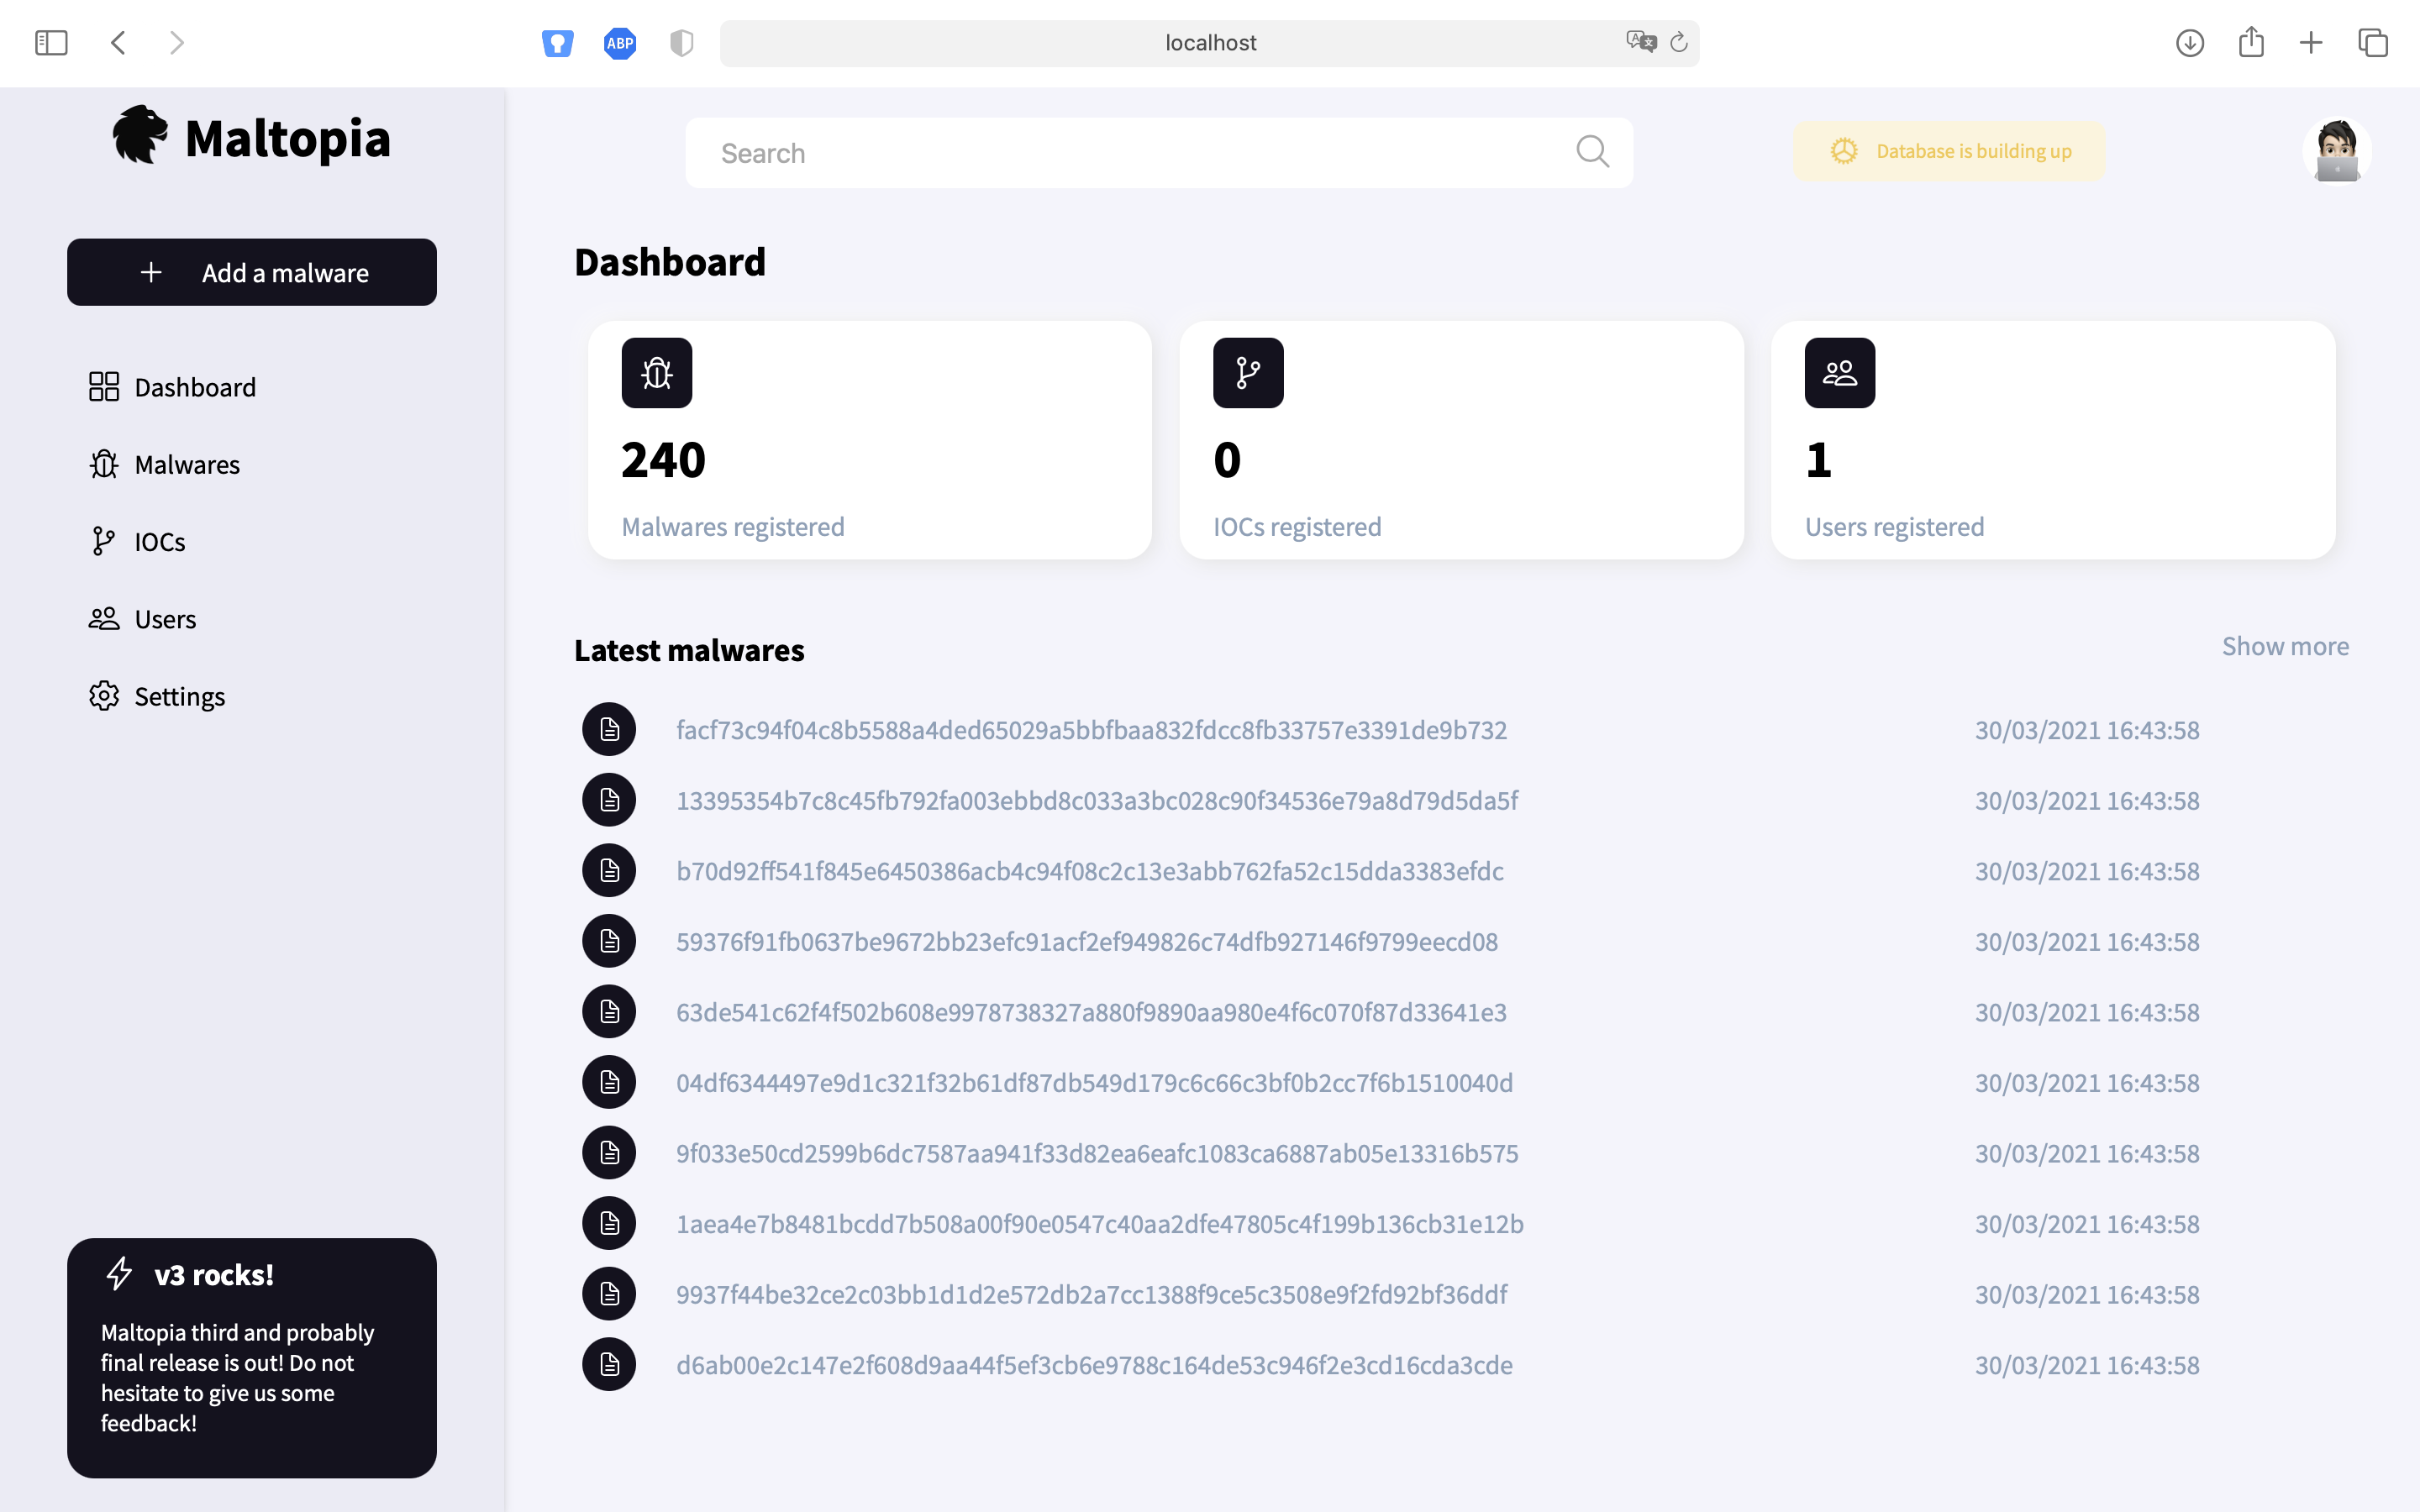 ABP
localhost
Maltopia
Search
Database is building up
Add a malware
Dashboard
Malwares
IOCs
Users
Settings
v3 rocks!
Maltopia third and probably
final release is out! Do not
hesitate to give us some
feedback!
Dashboard
240
Malwares registered
0
IOCs registered
1
Users registered
Latest malwares
Show more
facf73c94f04c8b5588a4ded65029a5bbfbaa832fdcc8fb33757e3391de9b732 30/03/2021 16:43:58
13395354b7c8c45fb792fa003ebbd8c033a3bc028c90f34536e79a8d79d5da5f 30/03/2021 16:43:58
b70d92ff541f845e6450386acb4c94f08c2c13e3abb762fa52c15dda3383efdc 30/03/2021 16:43:58
59376f91fb0637be9672bb23efc91acf2ef949826c74dfb927146f9799eecd08 30/03/2021 16:43:58
63de541c62f4f502b608e9978738327a880f9890aa980e4f6c070f87d33641e3 30/03/2021 16:43:58
04df6344497e9d1c321f32b61df87db549d179c6c66c3bf0b2cc7f6b1510040d 30/03/2021 16:43:58
9f033e50cd2599b6dc7587aa941f33d82ea6eafc1083ca6887ab05e13316b575 30/03/2021 16:43:58
1aea4e7b8481bcdd7b508a00f90e0547c40aa2dfe47805c4f199b136cb31e12b 30/03/2021 16:43:58
9937f44be32ce2c03bb1d1d2e572db2a7cc1388f9ce5c3508e9f2fd92bf36ddf 30/03/2021 16:43:58
d6ab00e2c147e2f608d9aa44f5ef3cb6e9788c164de53c946f2e3cd16cda3cde 30/03/2021 16:43:58